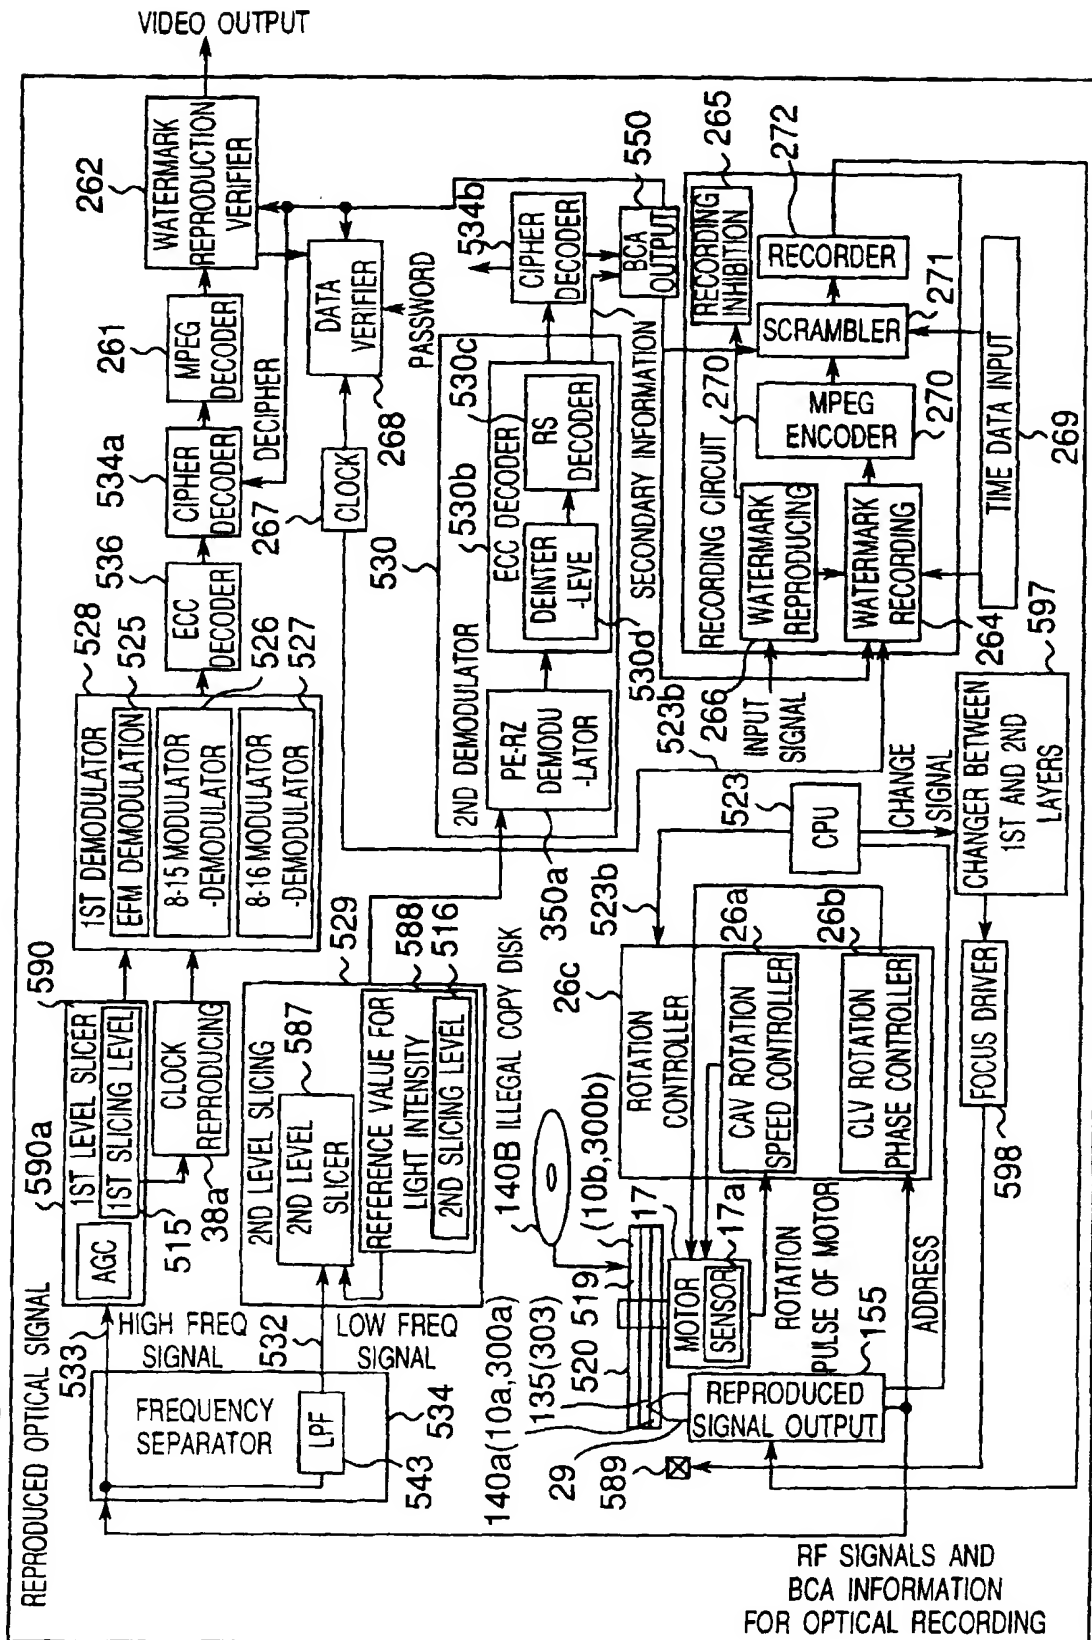 VIDEO OUTPUT
262
WATERMARK
REPRODUCTION
VERIFIER
261
MPEG
DECODER
534a
CIPHER
DECODER
DECIPHER
536
ECC
DECODER
DATA
VERIFIER
PASSWORD
268
267
CLOCK
528
1ST DEMODULATOR
EFM DEMODULATION
525
8-15 MODULATOR
-DEMODULATOR
526
8-16 MODULATOR
-DEMODULATOR
527
590
590a
1ST LEVEL SLICER
1ST SLICING LEVEL
AGC
515
CLOCK
REPRODUCING
38a
REPRODUCED OPTICAL SIGNAL
533
HIGH FREQ
SIGNAL
532
LOW FREQ
SIGNAL
FREQUENCY
SEPARATOR
LPF
534
543
529
2ND LEVEL SLICING
587
2ND LEVEL
SLICER
588
REFERENCE VALUE FOR
LIGHT INTENSITY
516
2ND SLICING LEVEL
530
2ND DEMODULATOR
PE-RZ
DEMODU
-LATOR
350a
530b
ECC DECODER
530c
RS
DECODER
DEINTER
-LEVE
530d
534b
CIPHER
DECODER
550
BCA
OUTPUT
SECONDARY INFORMATION
RECORDING CIRCUIT
265
RECORDING
INHIBITION
272
RECORDER
271
SCRAMBLER
270
MPEG
ENCODER
270
WATERMARK
REPRODUCING
266
INPUT
SIGNAL
WATERMARK
RECORDING
264
TIME DATA INPUT
269
523b
523
CPU
CHANGE
SIGNAL
597
CHANGER BETWEEN
1ST AND 2ND
LAYERS
FOCUS DRIVER
598
523b
26c
ROTATION
CONTROLLER
26a
CAV ROTATION
SPEED CONTROLLER
26b
CLV ROTATION
PHASE CONTROLLER
140B ILLEGAL COPY DISK
519 (10b,300b)
520
17
MOTOR
17a
SENSOR
ROTATION
PULSE OF MOTOR
155
REPRODUCED
SIGNAL OUTPUT
ADDRESS
140a(10a,300a)
135(303)
29
589
RF SIGNALS AND
BCA INFORMATION
FOR OPTICAL RECORDING